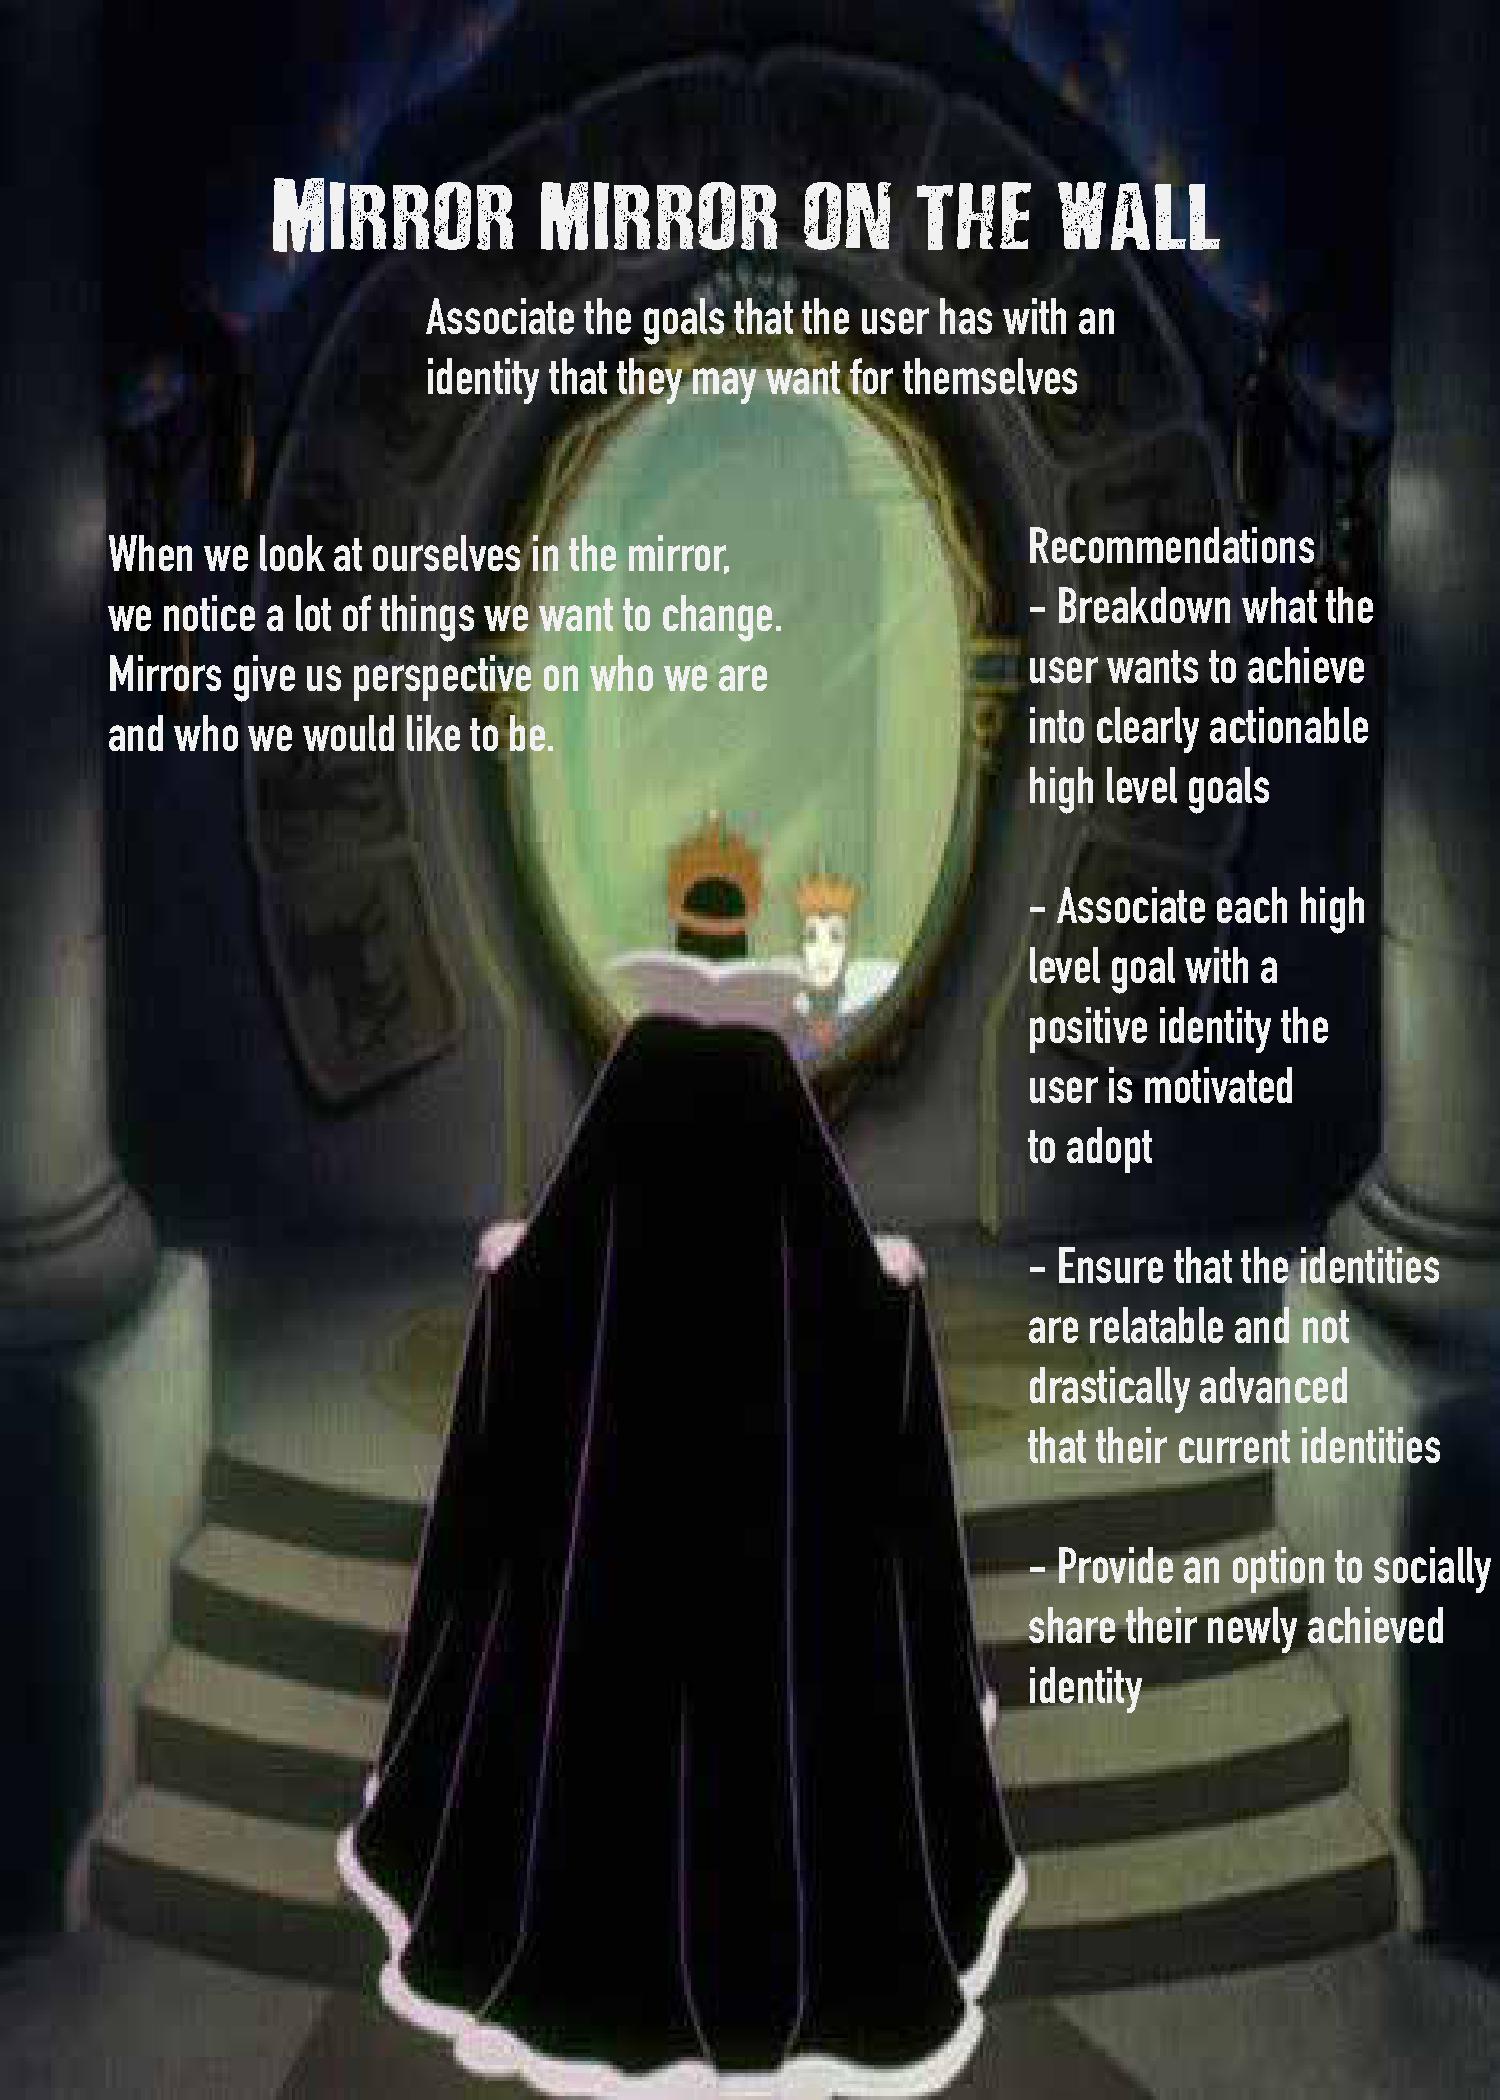 Mirror mirror on the wall
Associate the goals that the user has with an
identity that they may want for themselves
When we look at ourselves in the mirror,
we notice a lot of things we want to change.
Mirrors give us perspective on who we are
and who we would like to be.
Recommendations
- Breakdown what the
user wants to achieve
into clearly actionable
high level goals
- Associate each high
level goal with a
positive identity the
user is motivated
to adopt
- Ensure that the identities
are relatable and not
drastically advanced
that their current identities
- Provide an option to socially
share their newly achieved
identity